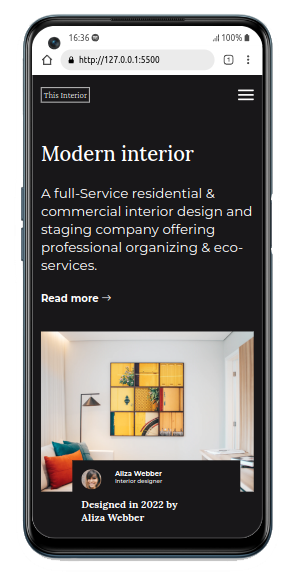 16:36
100%
http://127.0.0.1:5500
1
This Interior
Modern interior
A full-Service residential &
commercial interior design and
staging company offering
professional organizing & eco-
services.
Read more →
Aliza Webber
Interior designer
Designed in 2022 by
Aliza Webber